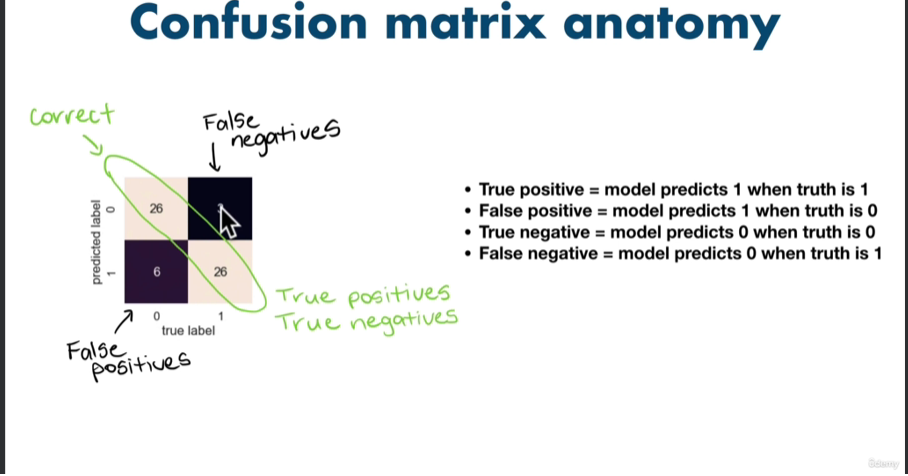 Confusion matrix anatomy
Correct
False
negatives
• True positive = model predicts 1 when truth is 1
• False positive = model predicts 1 when truth is 0
• True negative = model predicts 0 when truth is 0
• False negative = model predicts 0 when truth is 1
predicted label
0
1
26
6
26
0
1
true label
True positives
True negatives
False
positives
Udemy